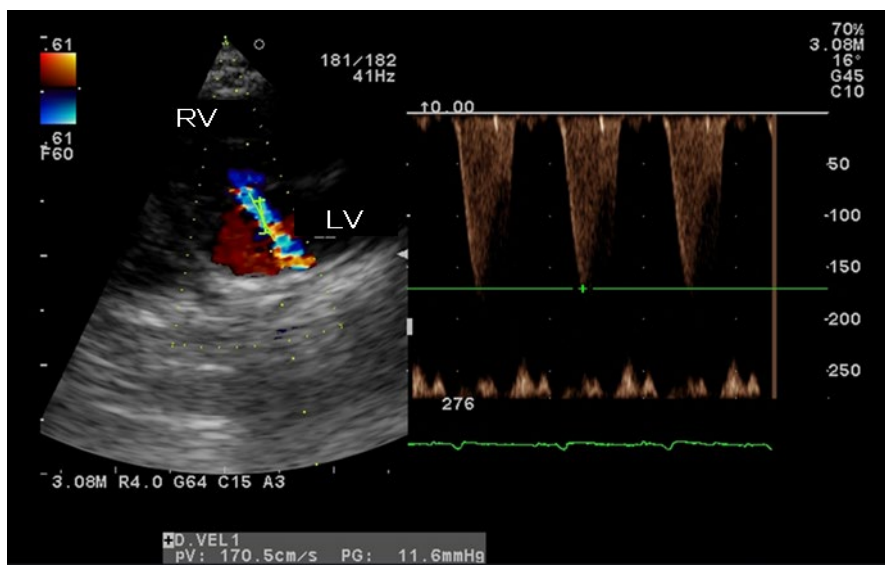 .61
.61
F60
181/182
41Hz
RV
LV
3.08M R4.0 G64 C15 A3
70%
3.08M
16°
G45
C10
↑0.00
-50
-100
-150
-200
-250
276
D.VEL1
pV: 170.5cm/s PG: 11.6mmHg